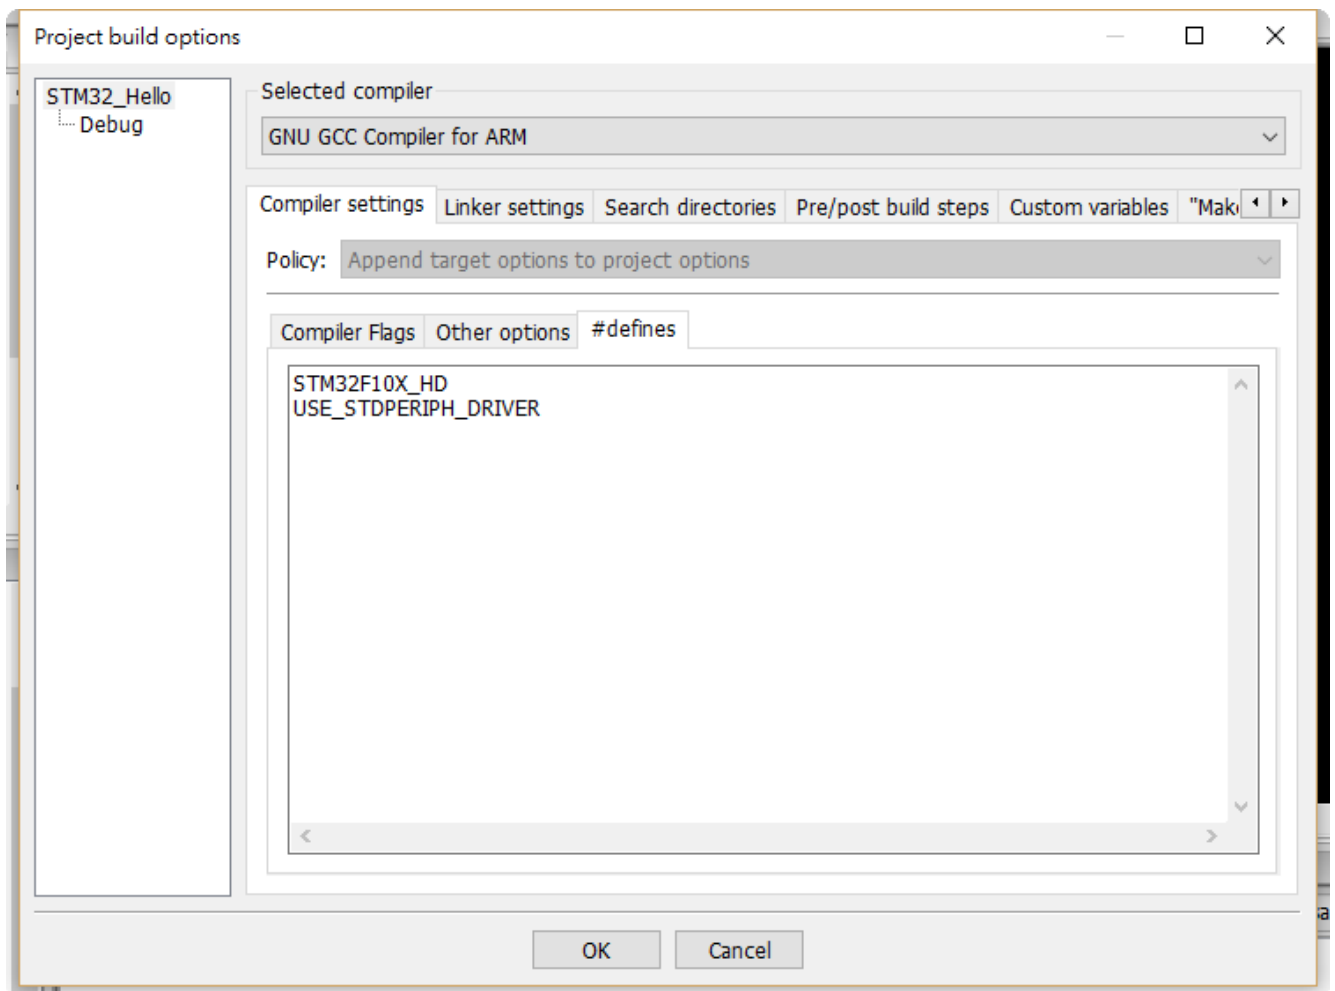 Project build options
STM32_Hello
Debug
Selected compiler
GNU GCC Compiler for ARM
Compiler settings Linker settings Search directories Pre/post build steps Custom variables "Mak
Policy: Append target options to project options
Compiler Flags Other options #defines
STM32F10X_HD
USE_STDPERIPH_DRIVER
OK Cancel